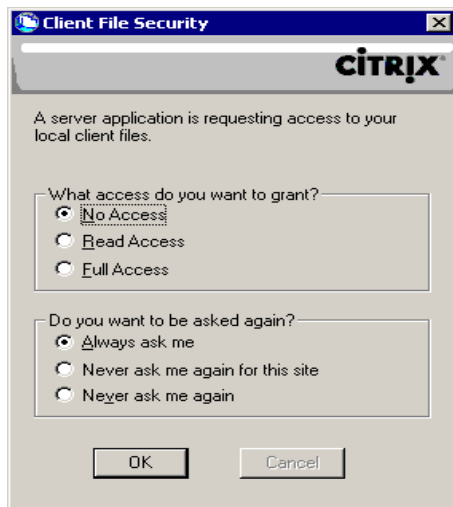 Client File Security
CITRIX
A server application is requesting access to your
local client files.
What access do you want to grant?
No Access
Read Access
Full Access
Do you want to be asked again?
Always ask me
Never ask me again for this site
Never ask me again
OK
Cancel